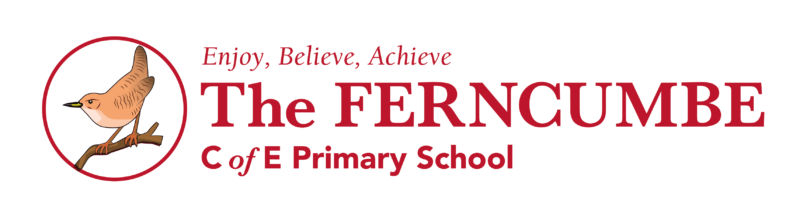 Enjoy, Believe, Achieve
The FERNCUMBE
C of E Primary School